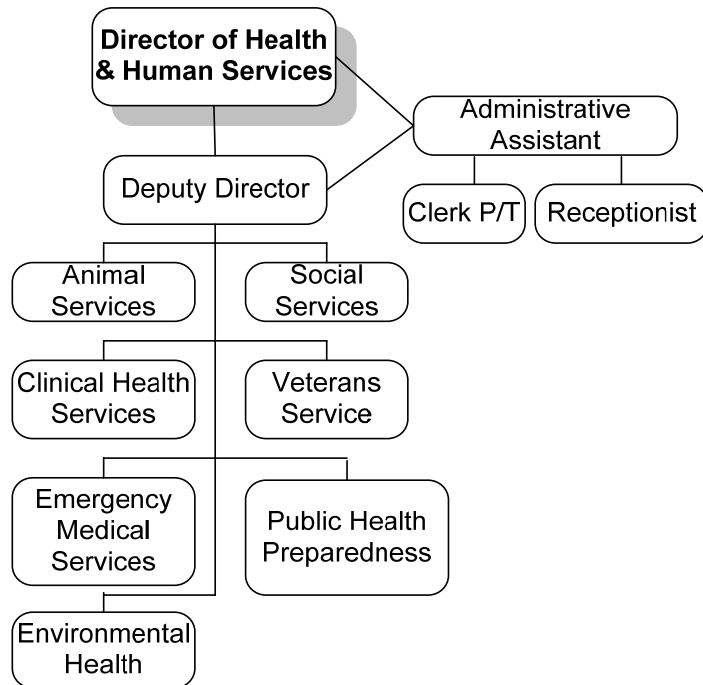 Director of Health
& Human Services
Administrative
Assistant
Deputy Director
Clerk P/T
Receptionist
Animal
Services
Social
Services
Clinical Health
Services
Veterans
Service
Emergency
Medical
Services
Public Health
Preparedness
Environmental
Health